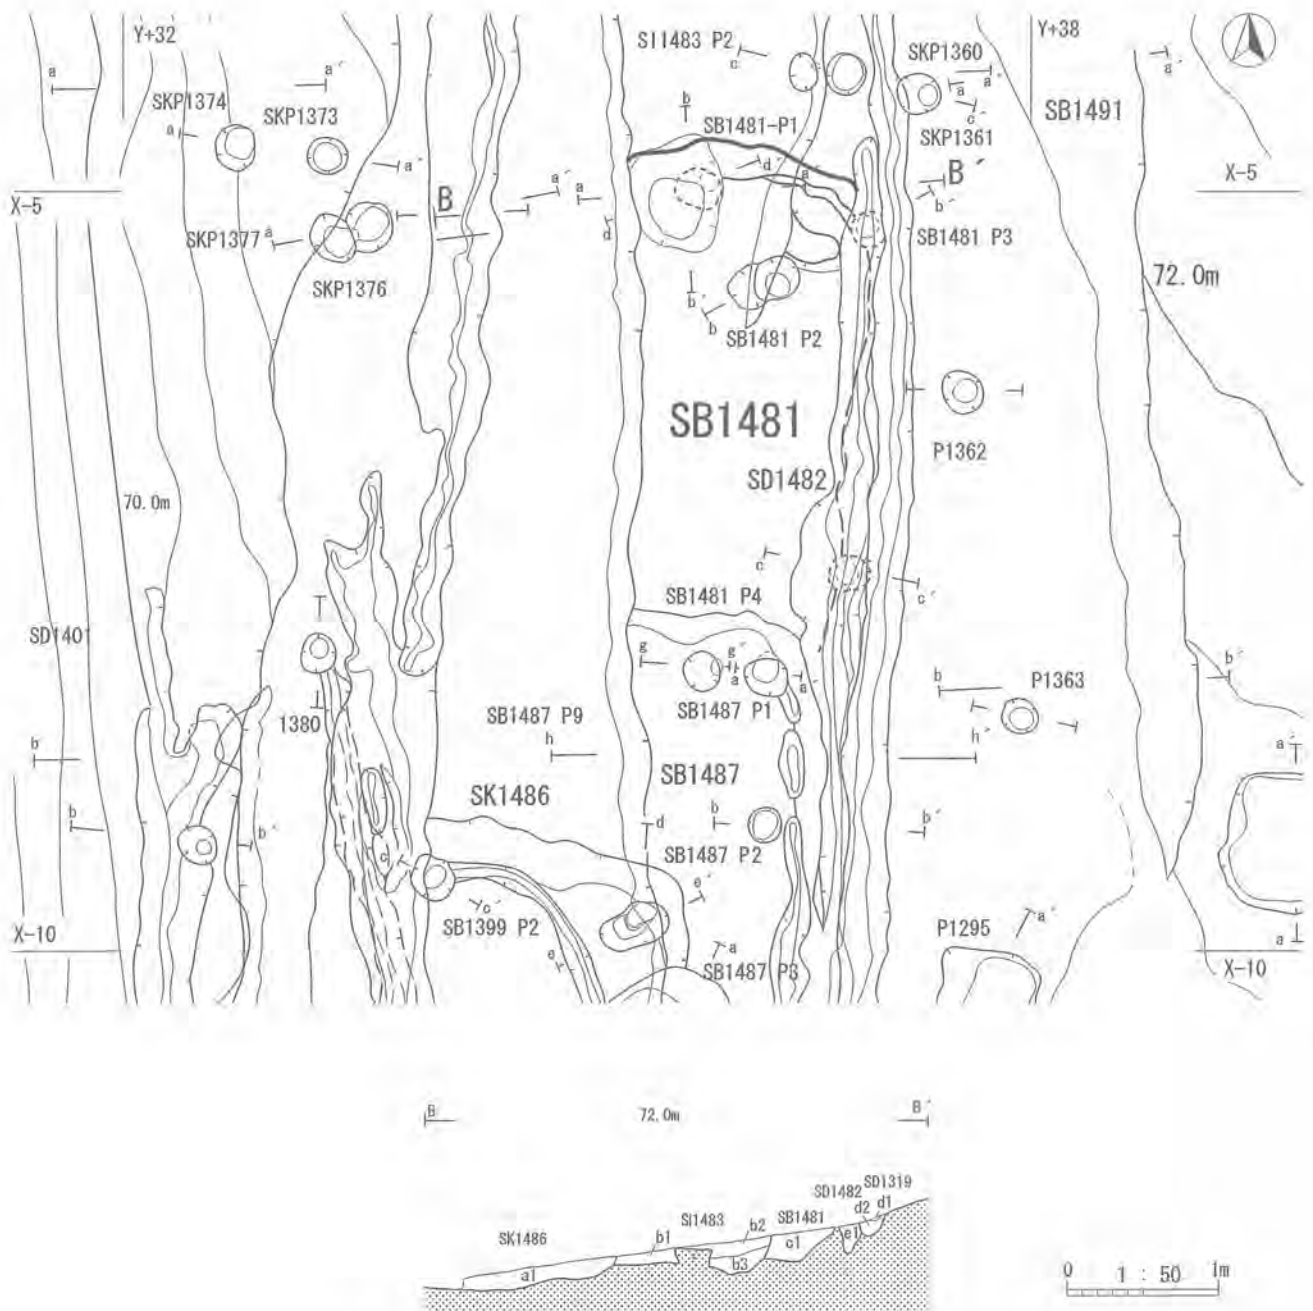 Y+32
SI1483 P2
SKP1360
Y+38
c
c
a
a´
a´
a
a´
a
SKP1374
SKP1373
SB1491
c´
b
SB1481-P1
SKP1361
a
a´
d´
a
B
B´
a´
a
b´
X-5
X-5
SKP1377
a
d
SB1481 P3
SKP1376
b´
b
72.0m
SB1481 P2
SB1481
P1362
SD1482
70.0m
c
c´
SB1481 P4
SD1401
g
g´
a
a´
b
b´
P1363
1380
SB1487 P9
SB1487 P1
h
h´
a´
b
SB1487
SK1486
b
b´
d
b
b´
SB1487 P2
c
c´
e´
SB1399 P2
P1295
a´
X-10
a
a
X-10
e
SB1487 P3
B
72.0m
B´
SD1482
SD1319
d2
d1
SI1483
b2
SB1481
SK1486
b1
c1
e1
a1
b3
0
1 : 50
1m